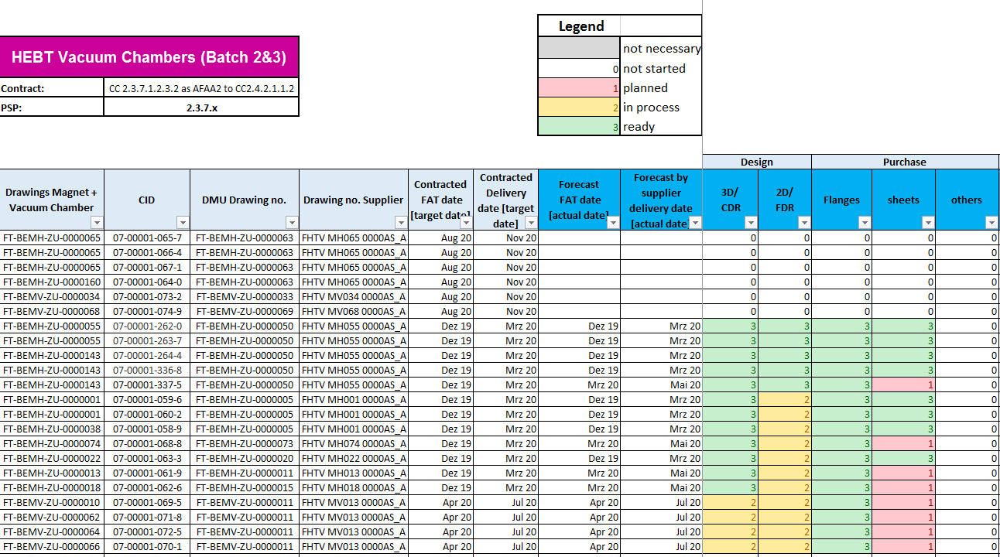 Legend
not necessary
0 not started
1 planned
2 in process
3 ready
HEBT Vacuum Chambers (Batch 2&3)
Contract: CC 2.3.7.1.2.3.2 as AFAA2 to CC2.4.2.1.1.2
PSP: 2.3.7.x
Design Purchase
Drawings Magnet + Vacuum Chamber CID DMU Drawing no. Drawing no. Supplier Contracted FAT date [target date] Contracted Delivery date [target date] Forecast FAT date [actual date] Forecast by supplier delivery date [actual date] 3D/ CDR 2D/ FDR Flanges sheets others
FT-BEMH-ZU-0000065 07-00001-065-7 FT-BEMH-ZU-0000063 FHTV MH065 0000AS_A Aug 20 Nov 20 0 0 0 0 0
FT-BEMH-ZU-0000065 07-00001-066-4 FT-BEMH-ZU-0000063 FHTV MH065 0000AS_A Aug 20 Nov 20 0 0 0 0 0
FT-BEMH-ZU-0000065 07-00001-067-1 FT-BEMH-ZU-0000063 FHTV MH065 0000AS_A Aug 20 Nov 20 0 0 0 0 0
FT-BEMH-ZU-0000160 07-00001-064-0 FT-BEMH-ZU-0000063 FHTV MH065 0000AS_A Aug 20 Nov 20 0 0 0 0 0
FT-BEMV-ZU-0000034 07-00001-073-2 FT-BEMV-ZU-0000033 FHTV MV034 0000AS_A Aug 20 Nov 20 0 0 0 0 0
FT-BEMV-ZU-0000068 07-00001-074-9 FT-BEMV-ZU-0000069 FHTV MV068 0000AS_A Aug 20 Nov 20 0 0 0 0 0
FT-BEMH-ZU-0000055 07-00001-262-0 FT-BEMH-ZU-0000050 FHTV MH055 0000AS_A Dez 19 Mrz 20 Dez 19 Mrz 20 3 3 3 3 0
FT-BEMH-ZU-0000055 07-00001-263-7 FT-BEMH-ZU-0000050 FHTV MH055 0000AS_A Dez 19 Mrz 20 Dez 19 Mrz 20 3 3 3 3 0
FT-BEMH-ZU-0000143 07-00001-264-4 FT-BEMH-ZU-0000050 FHTV MH055 0000AS_A Dez 19 Mrz 20 Dez 19 Mrz 20 3 3 3 3 0
FT-BEMH-ZU-0000143 07-00001-336-8 FT-BEMH-ZU-0000050 FHTV MH055 0000AS_A Dez 19 Mrz 20 Dez 19 Mrz 20 3 3 3 3 0
FT-BEMH-ZU-0000143 07-00001-337-5 FT-BEMH-ZU-0000050 FHTV MH055 0000AS_A Dez 19 Mrz 20 Mrz 20 Mai 20 3 3 3 1 0
FT-BEMH-ZU-0000001 07-00001-059-6 FT-BEMH-ZU-0000005 FHTV MH001 0000AS_A Dez 19 Mrz 20 Dez 19 Mrz 20 3 2 3 3 0
FT-BEMH-ZU-0000001 07-00001-060-2 FT-BEMH-ZU-0000005 FHTV MH001 0000AS_A Dez 19 Mrz 20 Dez 19 Mrz 20 3 2 3 3 0
FT-BEMH-ZU-0000038 07-00001-058-9 FT-BEMH-ZU-0000005 FHTV MH001 0000AS_A Dez 19 Mrz 20 Dez 19 Mrz 20 3 2 3 3 0
FT-BEMH-ZU-0000074 07-00001-068-8 FT-BEMH-ZU-0000073 FHTV MH074 0000AS_A Dez 19 Mrz 20 Mrz 20 Mai 20 3 2 3 1 0
FT-BEMH-ZU-0000022 07-00001-063-3 FT-BEMH-ZU-0000020 FHTV MH022 0000AS_A Dez 19 Mrz 20 Dez 19 Mrz 20 3 2 3 3 0
FT-BEMH-ZU-0000013 07-00001-061-9 FT-BEMH-ZU-0000011 FHTV MH013 0000AS_A Dez 19 Mrz 20 Mrz 20 Mai 20 3 2 3 1 0
FT-BEMH-ZU-0000018 07-00001-062-6 FT-BEMH-ZU-0000015 FHTV MH018 0000AS_A Dez 19 Mrz 20 Mrz 20 Mai 20 3 2 3 1 0
FT-BEMV-ZU-0000010 07-00001-069-5 FT-BEMV-ZU-0000011 FHTV MV013 0000AS_A Apr 20 Jul 20 Apr 20 Jul 20 2 2 3 1 0
FT-BEMV-ZU-0000062 07-00001-071-8 FT-BEMV-ZU-0000011 FHTV MV013 0000AS_A Apr 20 Jul 20 Apr 20 Jul 20 2 2 3 1 0
FT-BEMV-ZU-0000064 07-00001-072-5 FT-BEMV-ZU-0000011 FHTV MV013 0000AS_A Apr 20 Jul 20 Apr 20 Jul 20 2 2 3 1 0
FT-BEMV-ZU-0000066 07-00001-070-1 FT-BEMV-ZU-0000011 FHTV MV013 0000AS_A Apr 20 Jul 20 Apr 20 Jul 20 2 2 3 1 0